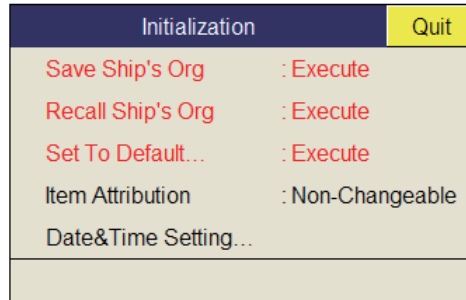 Initialization Quit
Save Ship's Org : Execute
Recall Ship's Org : Execute
Set To Default... : Execute
Item Attribution : Non-Changeable
Date&Time Setting...